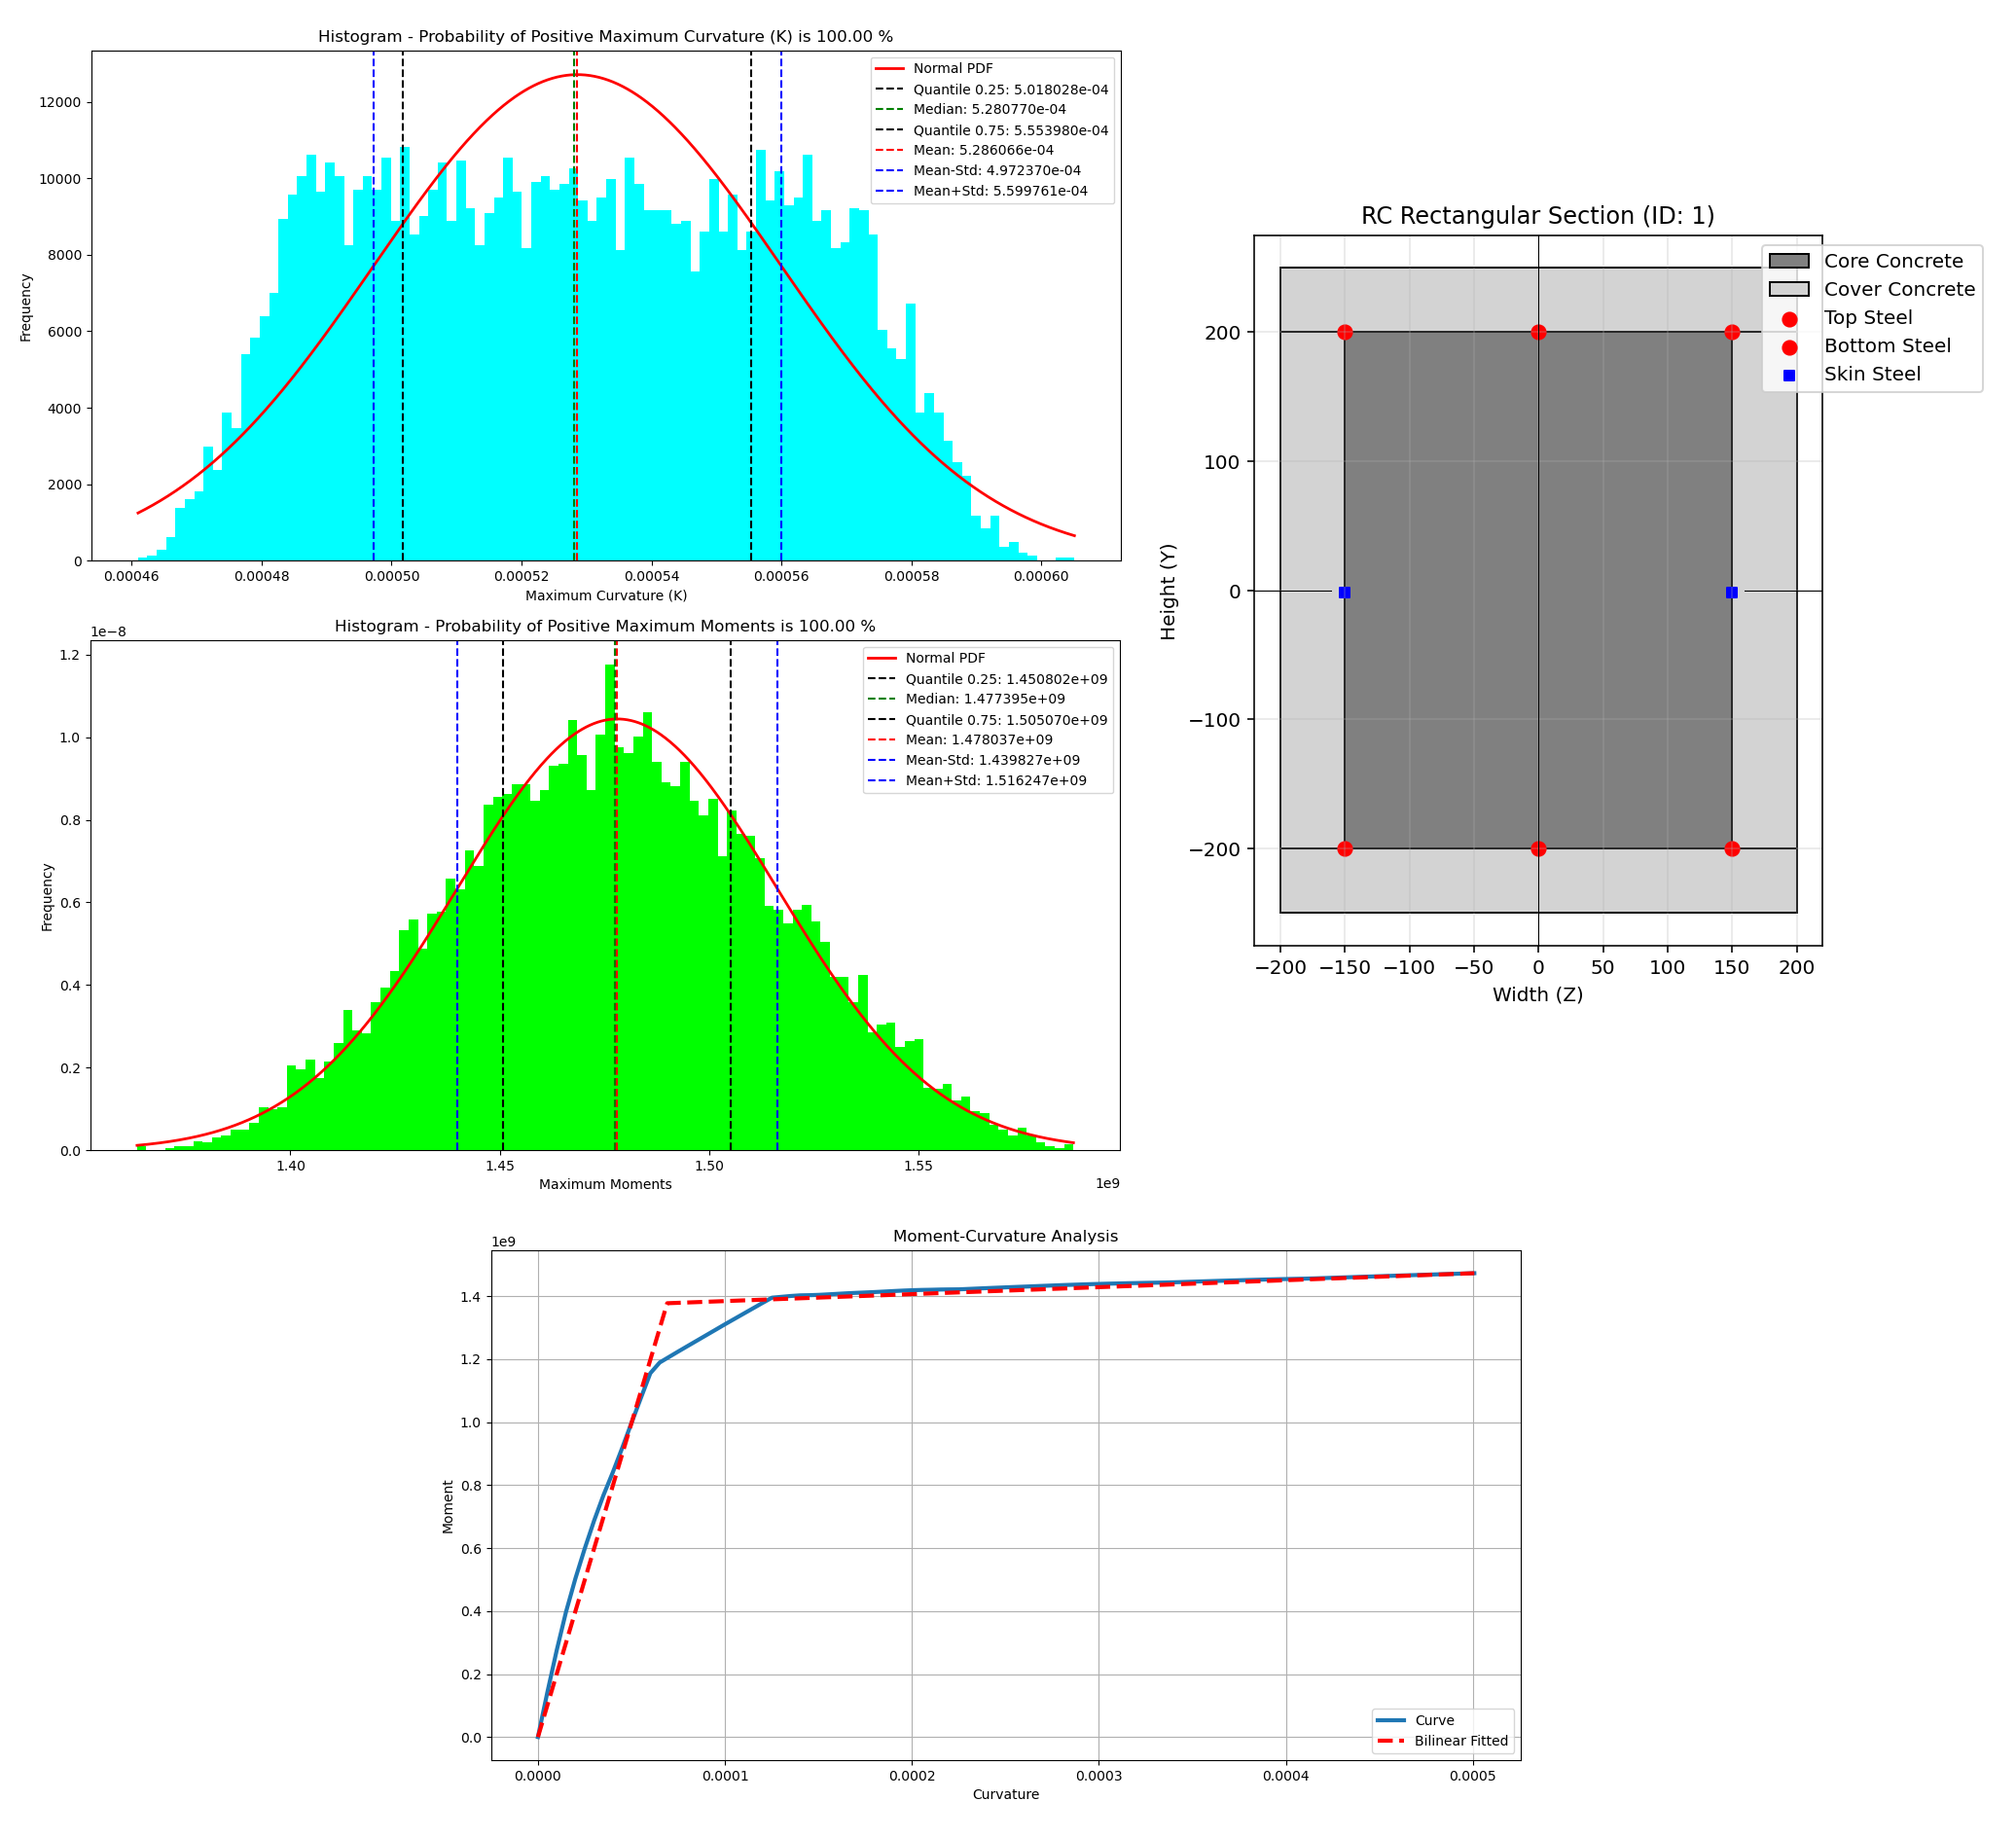 Histogram - Probability of Positive Maximum Curvature (K) is 100.00 %
Normal PDF
Quantile 0.25: 5.018028e-04
Median: 5.280770e-04
Quantile 0.75: 5.553980e-04
Mean: 5.286066e-04
Mean-Std: 4.972370e-04
Mean+Std: 5.599761e-04
Frequency
12000
10000
8000
6000
4000
2000
0
0.00046 0.00048 0.00050 0.00052 0.00054 0.00056 0.00058 0.00060
Maximum Curvature (K)
RC Rectangular Section (ID: 1)
Core Concrete
Cover Concrete
Top Steel
Bottom Steel
Skin Steel
Height (Y)
200
100
0
−100
−200
−200 −150 −100 −50 0 50 100 150 200
Width (Z)
Histogram - Probability of Positive Maximum Moments is 100.00 %
1e−8
Normal PDF
Quantile 0.25: 1.450802e+09
Median: 1.477395e+09
Quantile 0.75: 1.505070e+09
Mean: 1.478037e+09
Mean-Std: 1.439827e+09
Mean+Std: 1.516247e+09
Frequency
1.2
1.0
0.8
0.6
0.4
0.2
0.0
1.40 1.45 1.50 1.55
1e9
Maximum Moments
Moment-Curvature Analysis
1e9
Moment
1.4
1.2
1.0
0.8
0.6
0.4
0.2
0.0
Curve
Bilinear Fitted
0.0000 0.0001 0.0002 0.0003 0.0004 0.0005
Curvature